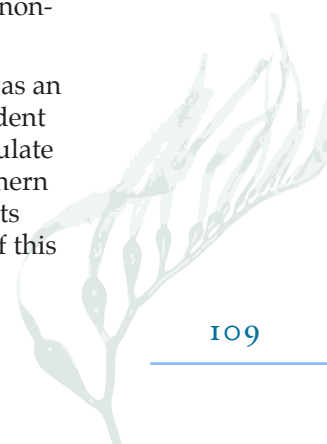 non-
as an
dent
ulate
hern
ts
f this
109